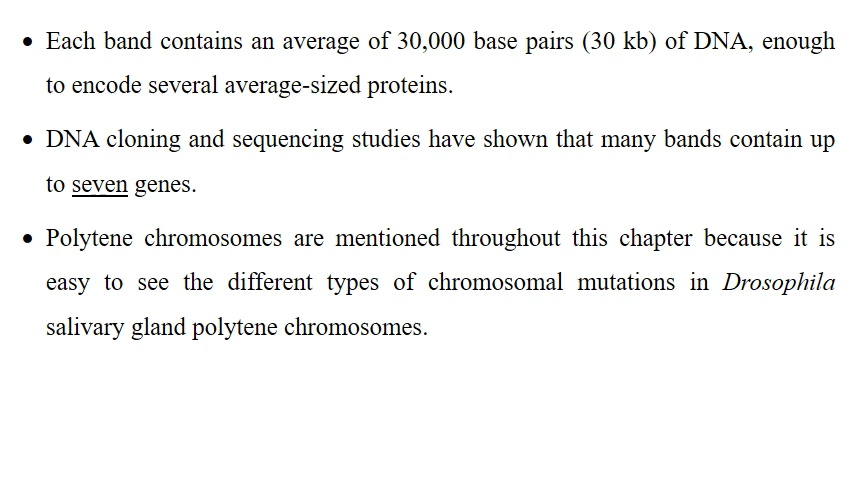 • Each band contains an average of 30,000 base pairs (30 kb) of DNA, enough
to encode several average-sized proteins.
• DNA cloning and sequencing studies have shown that many bands contain up
to seven genes.
• Polytene chromosomes are mentioned throughout this chapter because it is
easy to see the different types of chromosomal mutations in Drosophila
salivary gland polytene chromosomes.